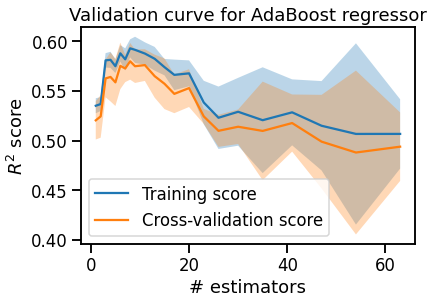 Validation curve for AdaBoost regressor
0.60
0.55
0.50
0.45
0.40
R² score
Training score
Cross-validation score
0 20 40 60
# estimators